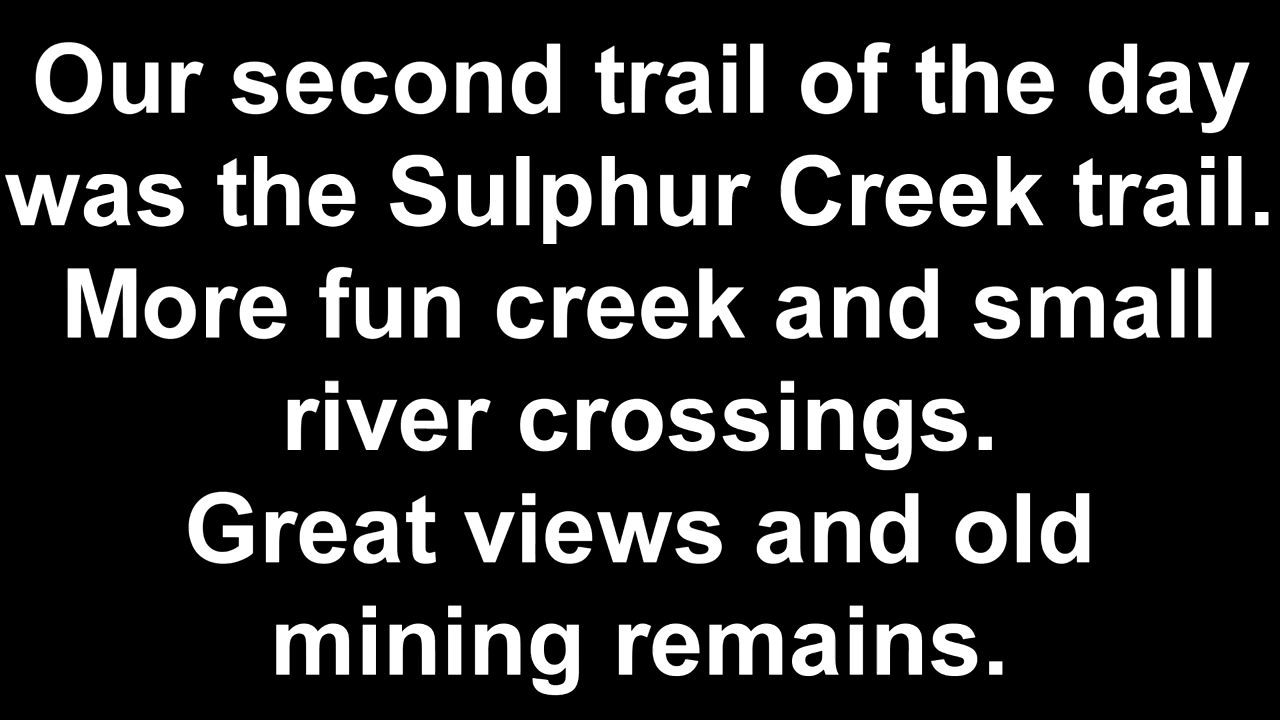 Our second trail of the day
was the Sulphur Creek trail.
More fun creek and small
river crossings.
Great views and old
mining remains.